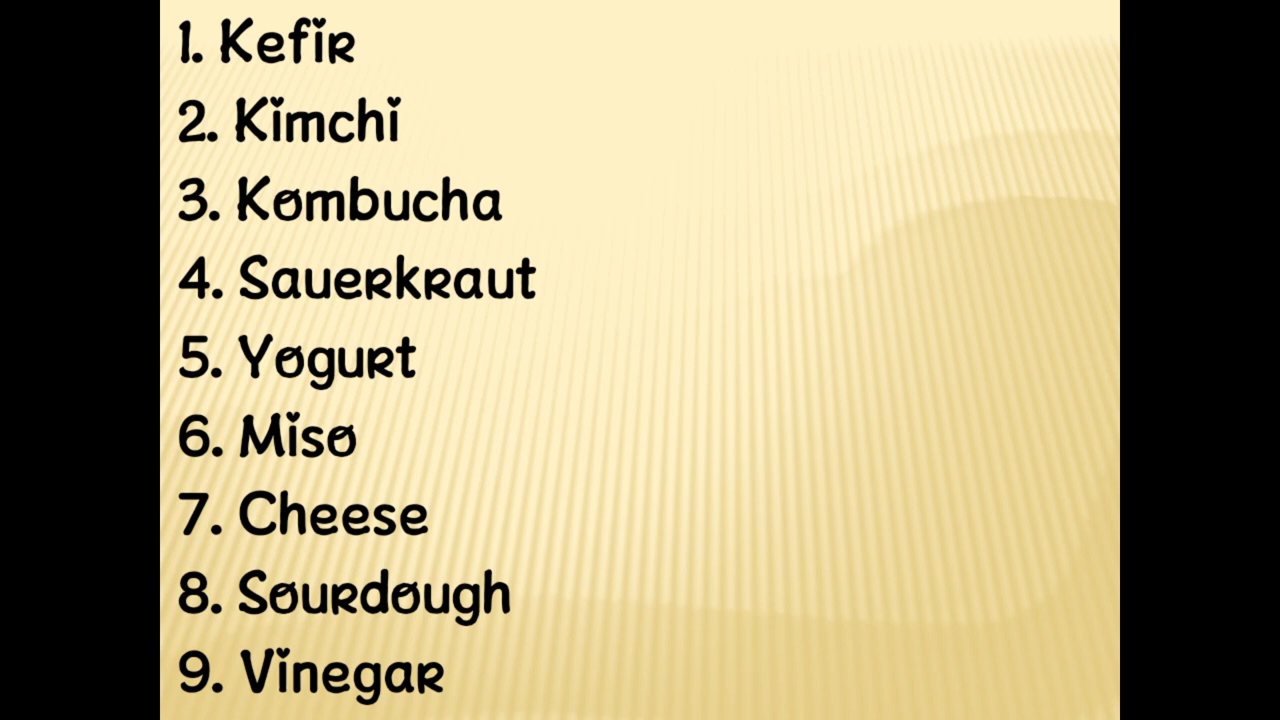 1. Kefir
2. Kimchi
3. Kombucha
4. Sauerkraut
5. Yogurt
6. Miso
7. Cheese
8. Sourdough
9. Vinegar